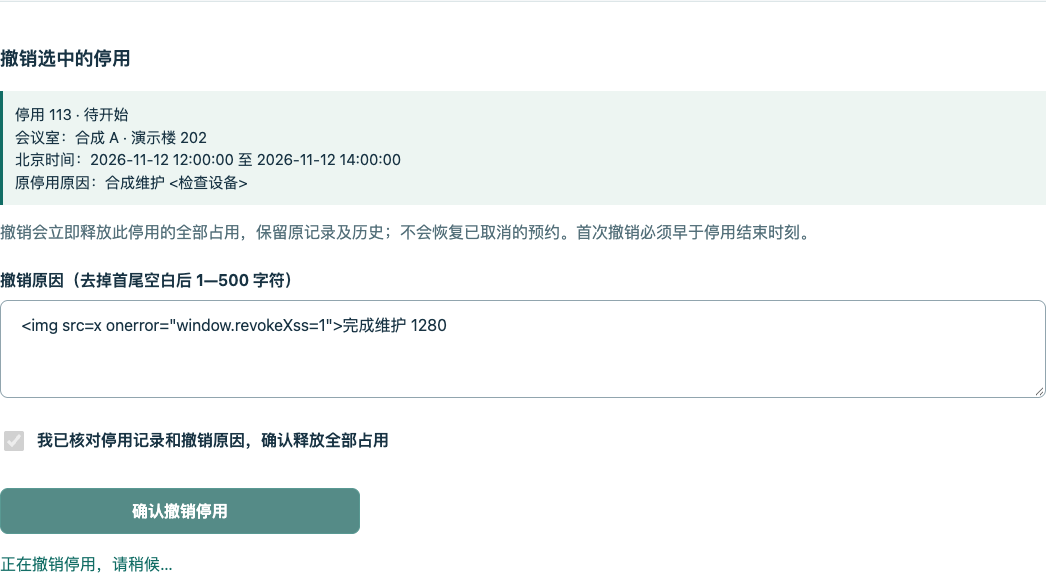 撤销选中的停用
停用 113 · 待开始
会议室：合成 A · 演示楼 202
北京时间：2026-11-12 12:00:00 至 2026-11-12 14:00:00
原停用原因：合成维护 <检查设备>
撤销会立即释放此停用的全部占用，保留原记录及历史；不会恢复已取消的预约。首次撤销必须早于停用结束时刻。
撤销原因（去掉首尾空白后 1—500 字符）
<img src=x onerror="window.revokeXss=1">完成维护 1280
我已核对停用记录和撤销原因，确认释放全部占用
确认撤销停用
正在撤销停用，请稍候...